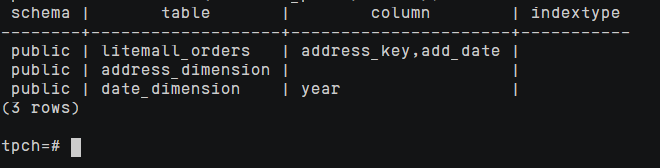 schema | table | column | indextype
--------+-------------------+---------------------+-----------
public | litemall_orders | address_key,add_date |
public | address_dimension | |
public | date_dimension | year |
(3 rows)
tpch=#